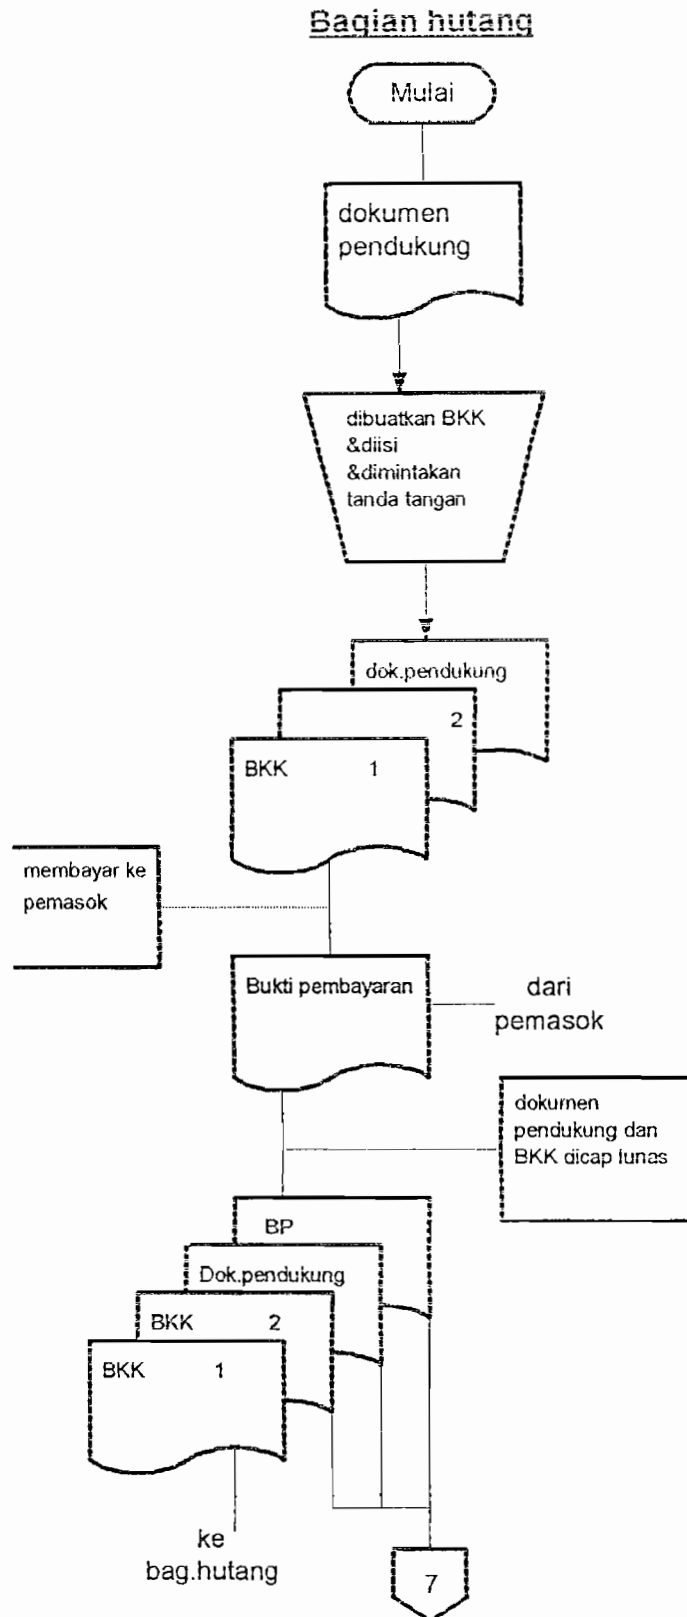 Bagian hutang
Mulai
dokumen
pendukung
dibuatkan BKK
&diisi
&dimintakan
tanda tangan
dok.pendukung
2
BKK 1
membayar ke
pemasok
Bukti pembayaran
dari
pemasok
dokumen
pendukung dan
BKK dicap lunas
BP
Dok.pendukung
BKK 2
BKK 1
ke
bag.hutang
7